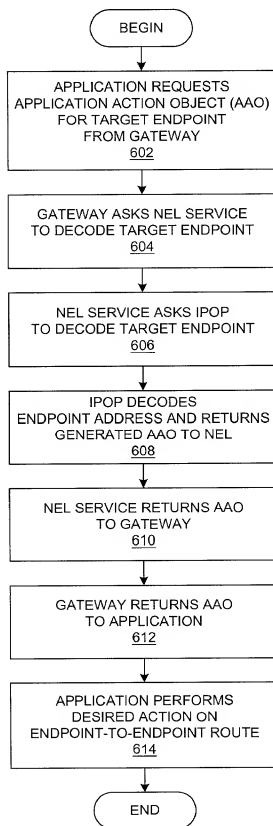 BEGIN
APPLICATION REQUESTS
APPLICATION ACTION OBJECT (AAO)
FOR TARGET ENDPOINT
FROM GATEWAY
602
GATEWAY ASKS NEL SERVICE
TO DECODE TARGET ENDPOINT
604
NEL SERVICE ASKS IPOP
TO DECODE TARGET ENDPOINT
606
IPOP DECODES
ENDPOINT ADDRESS AND RETURNS
GENERATED AAO TO NEL
608
NEL SERVICE RETURNS AAO
TO GATEWAY
610
GATEWAY RETURNS AAO
TO APPLICATION
612
APPLICATION PERFORMS
DESIRED ACTION ON
ENDPOINT-TO-ENDPOINT ROUTE
614
END